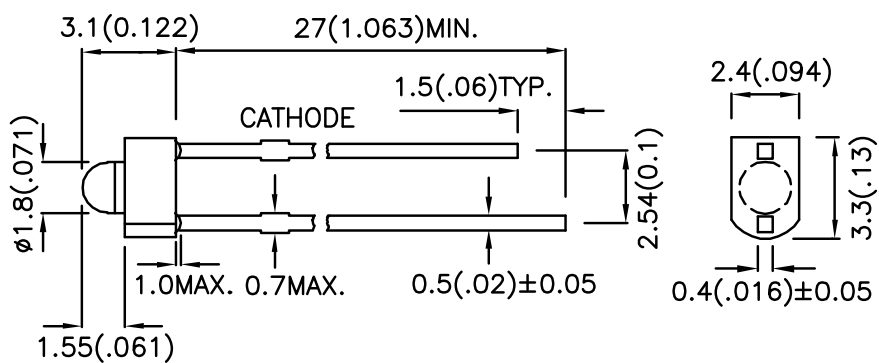 3.1(0.122)
27(1.063)MIN.
1.5(.06)TYP.
2.4(.094)
CATHODE
ø1.8(.071)
2.54(0.1)
3.3(.13)
1.0MAX.
0.7MAX.
0.5(.02)±0.05
0.4(.016)±0.05
1.55(.061)